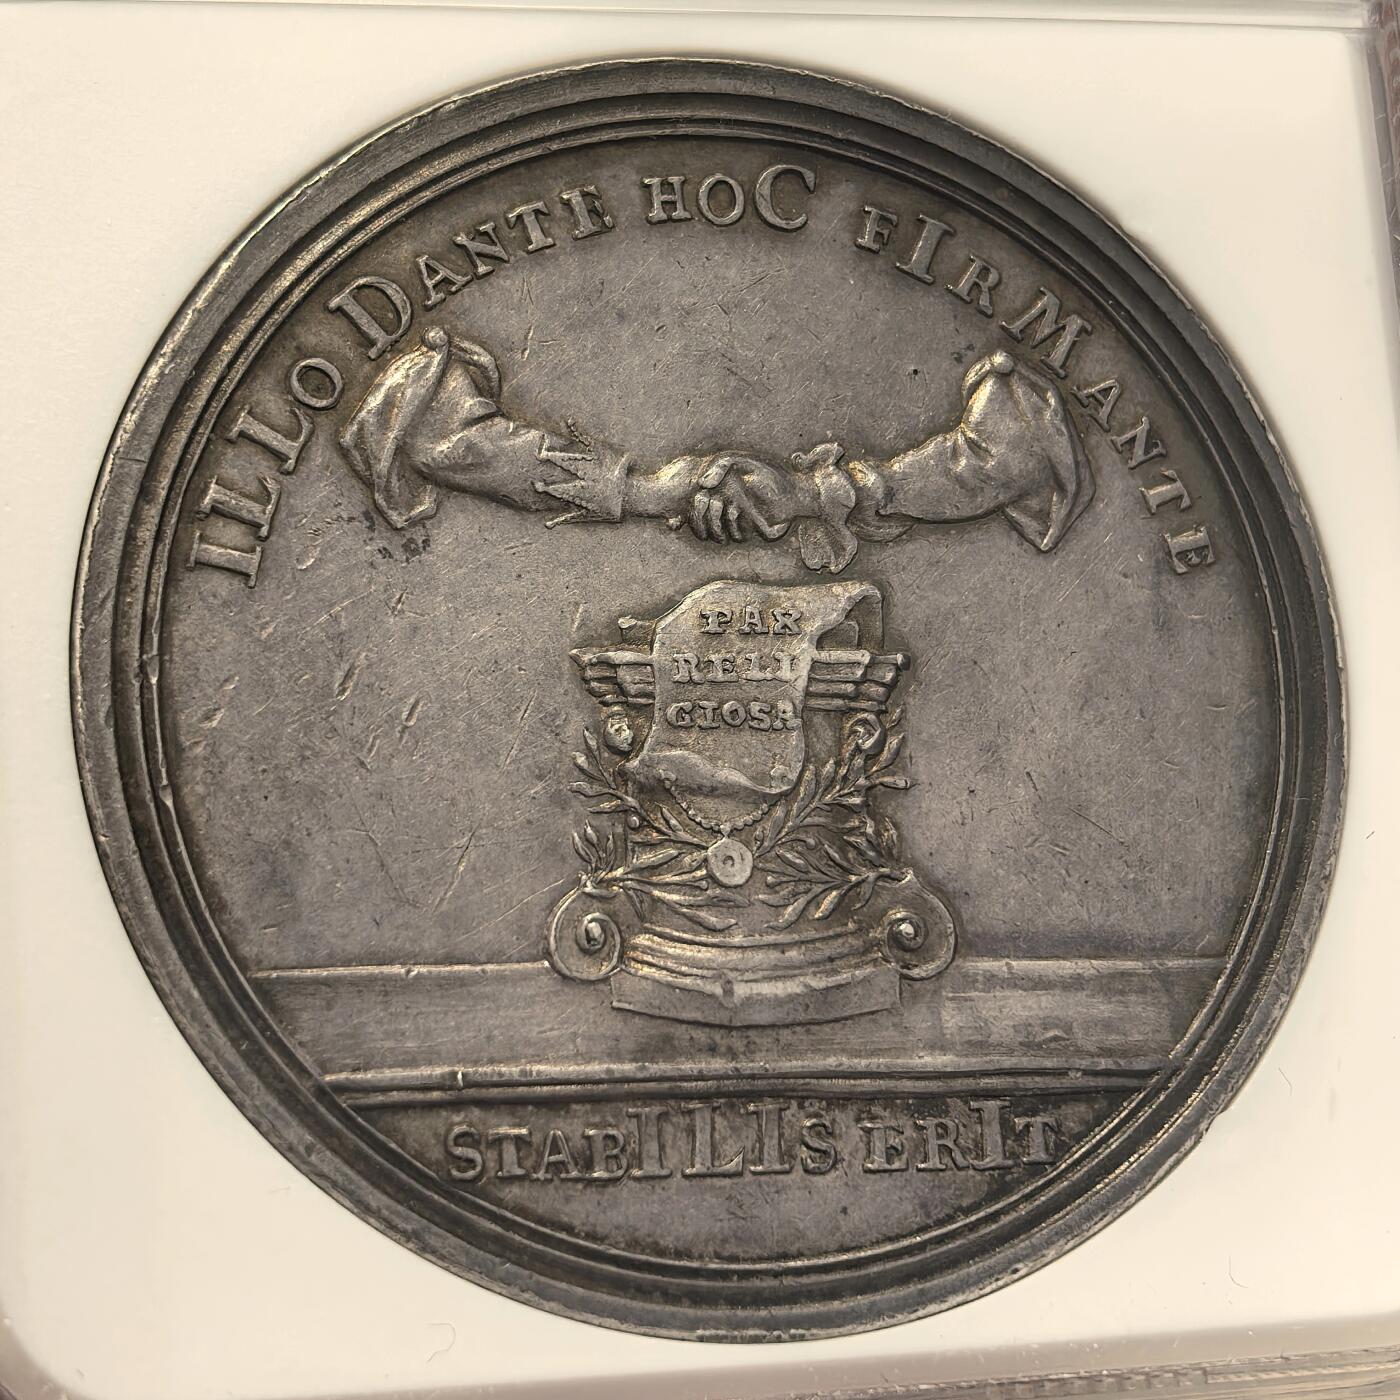 ILLO DANTE HOC FIRMANTE
PAX
RELI
GIOSA
STABILIS ERIT